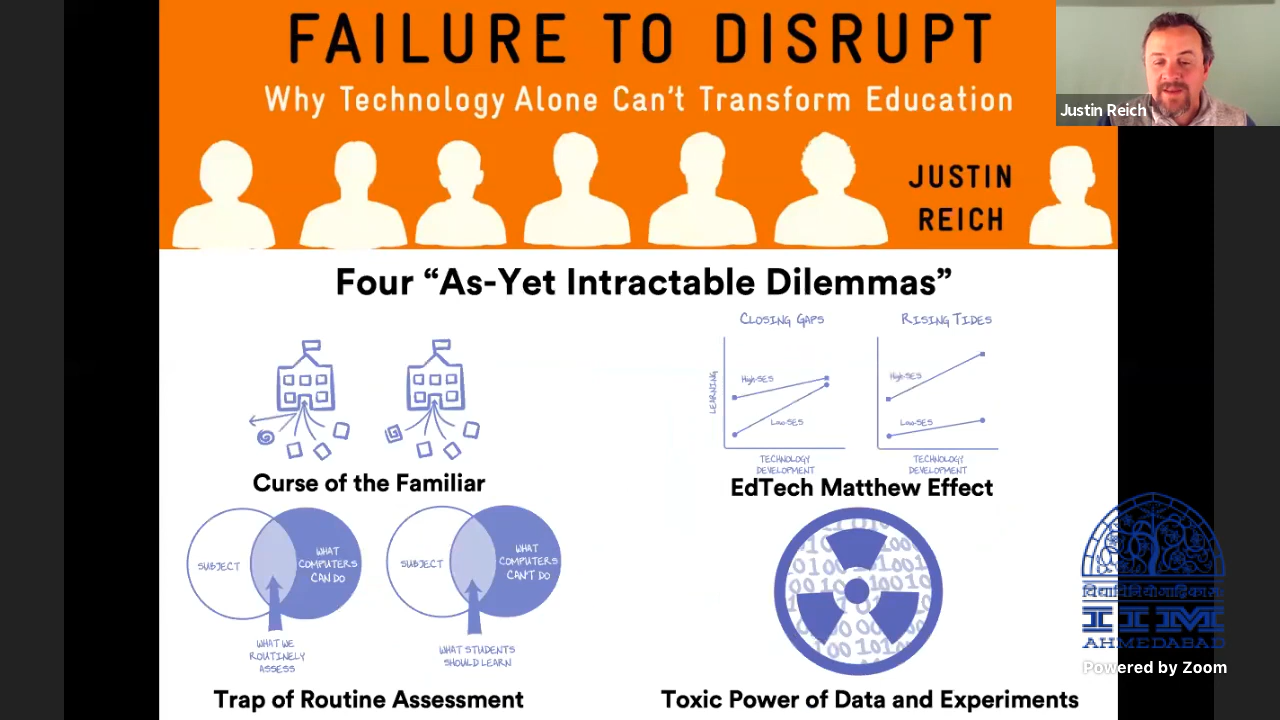 FAILURE TO DISRUPT
Why Technology Alone Can't Transform Education
Justin Reich
JUSTIN
REICH
Four “As-Yet Intractable Dilemmas”
CLOSING GAPS
RISING TIDES
LEARNING
High-SES
Low-SES
High-SES
Low-SES
TECHNOLOGY
DEVELOPMENT
TECHNOLOGY
DEVELOPMENT
Curse of the Familiar
EdTech Matthew Effect
SUBJECT
WHAT
COMPUTERS
CAN DO
WHAT WE
ROUTINELY
ASSESS
SUBJECT
WHAT
COMPUTERS
CAN'T DO
WHAT STUDENTS
SHOULD LEARN
Trap of Routine Assessment
Toxic Power of Data and Experiments
IIM
AHMEDABAD
Powered by Zoom